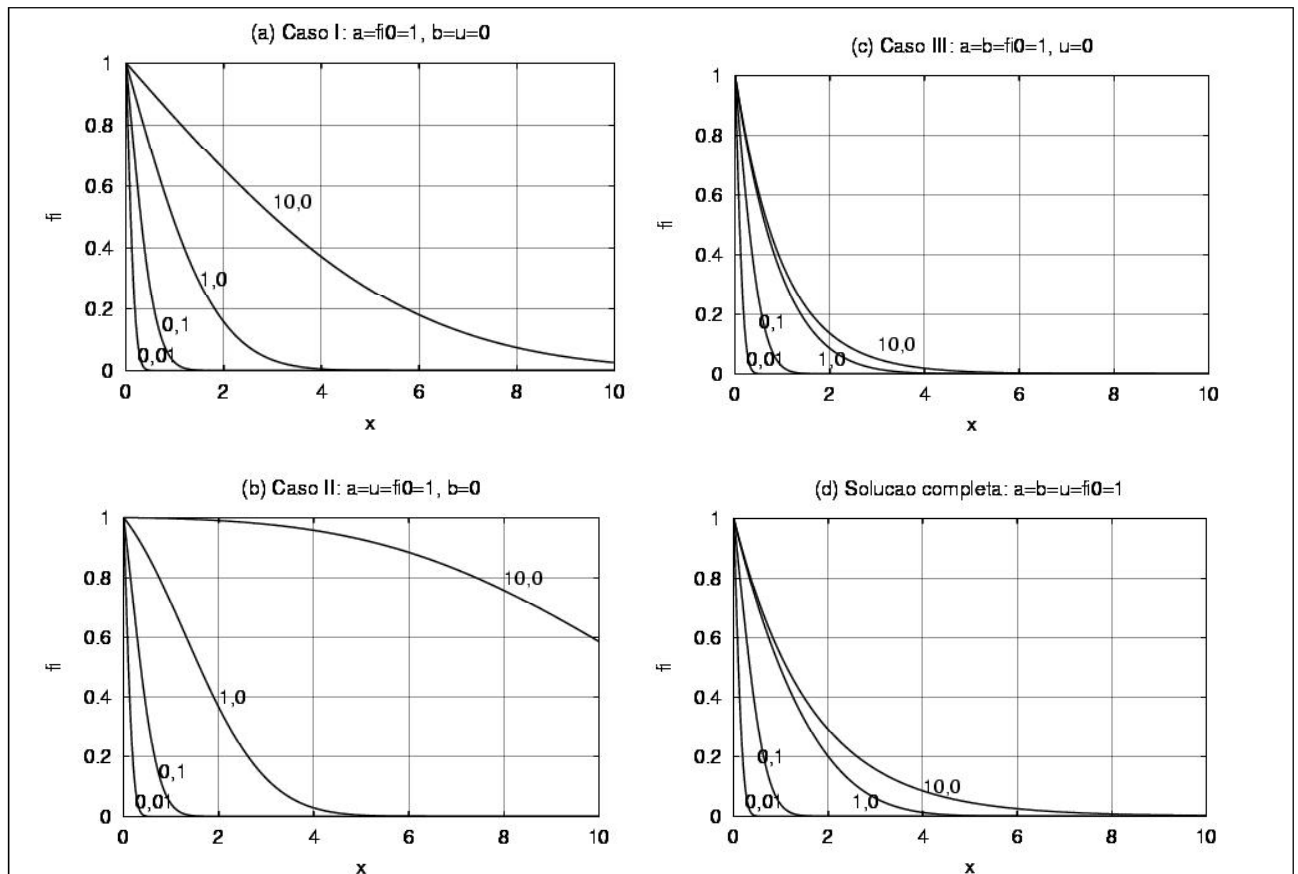 (a) Caso I: a=fi0=1, b=u=0
1
0.8
0.6
0.4
0.2
0
fi
10,0
1,0
0,1
0,01
0 2 4 6 8 10
x
(c) Caso III: a=b=fi0=1, u=0
1
0.8
0.6
0.4
0.2
0
fi
0,1
10,0
0,01
1,0
0 2 4 6 8 10
x
(b) Caso II: a=u=fi0=1, b=0
1
0.8
0.6
0.4
0.2
0
fi
10,0
1,0
0,1
0,01
0 2 4 6 8 10
x
(d) Solucao completa: a=b=u=fi0=1
1
0.8
0.6
0.4
0.2
0
fi
0,1
10,0
0,01
1,0
0 2 4 6 8 10
x